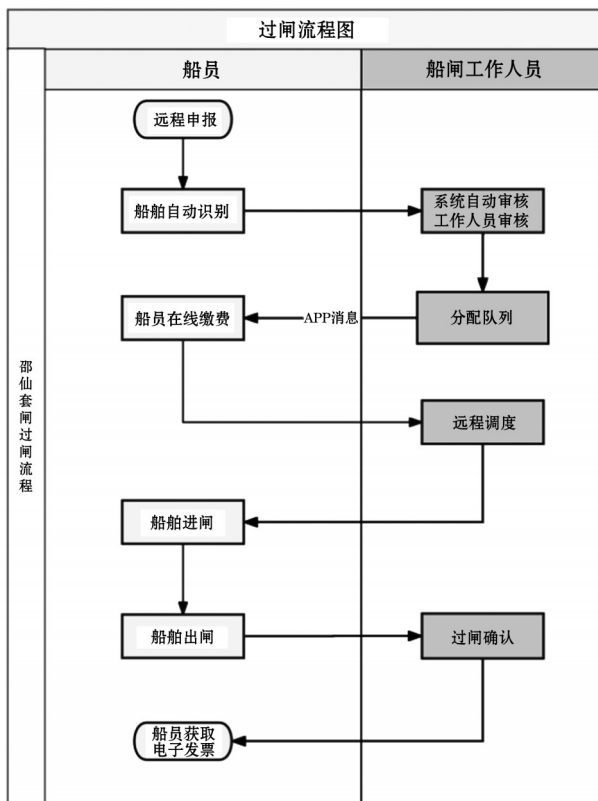 过闸流程图
船员
船闸工作人员
邵仙套闸过闸流程
远程申报
船舶自动识别
系统自动审核
工作人员审核
船员在线缴费
APP消息
分配队列
远程调度
船舶进闸
船舶出闸
过闸确认
船员获取
电子发票